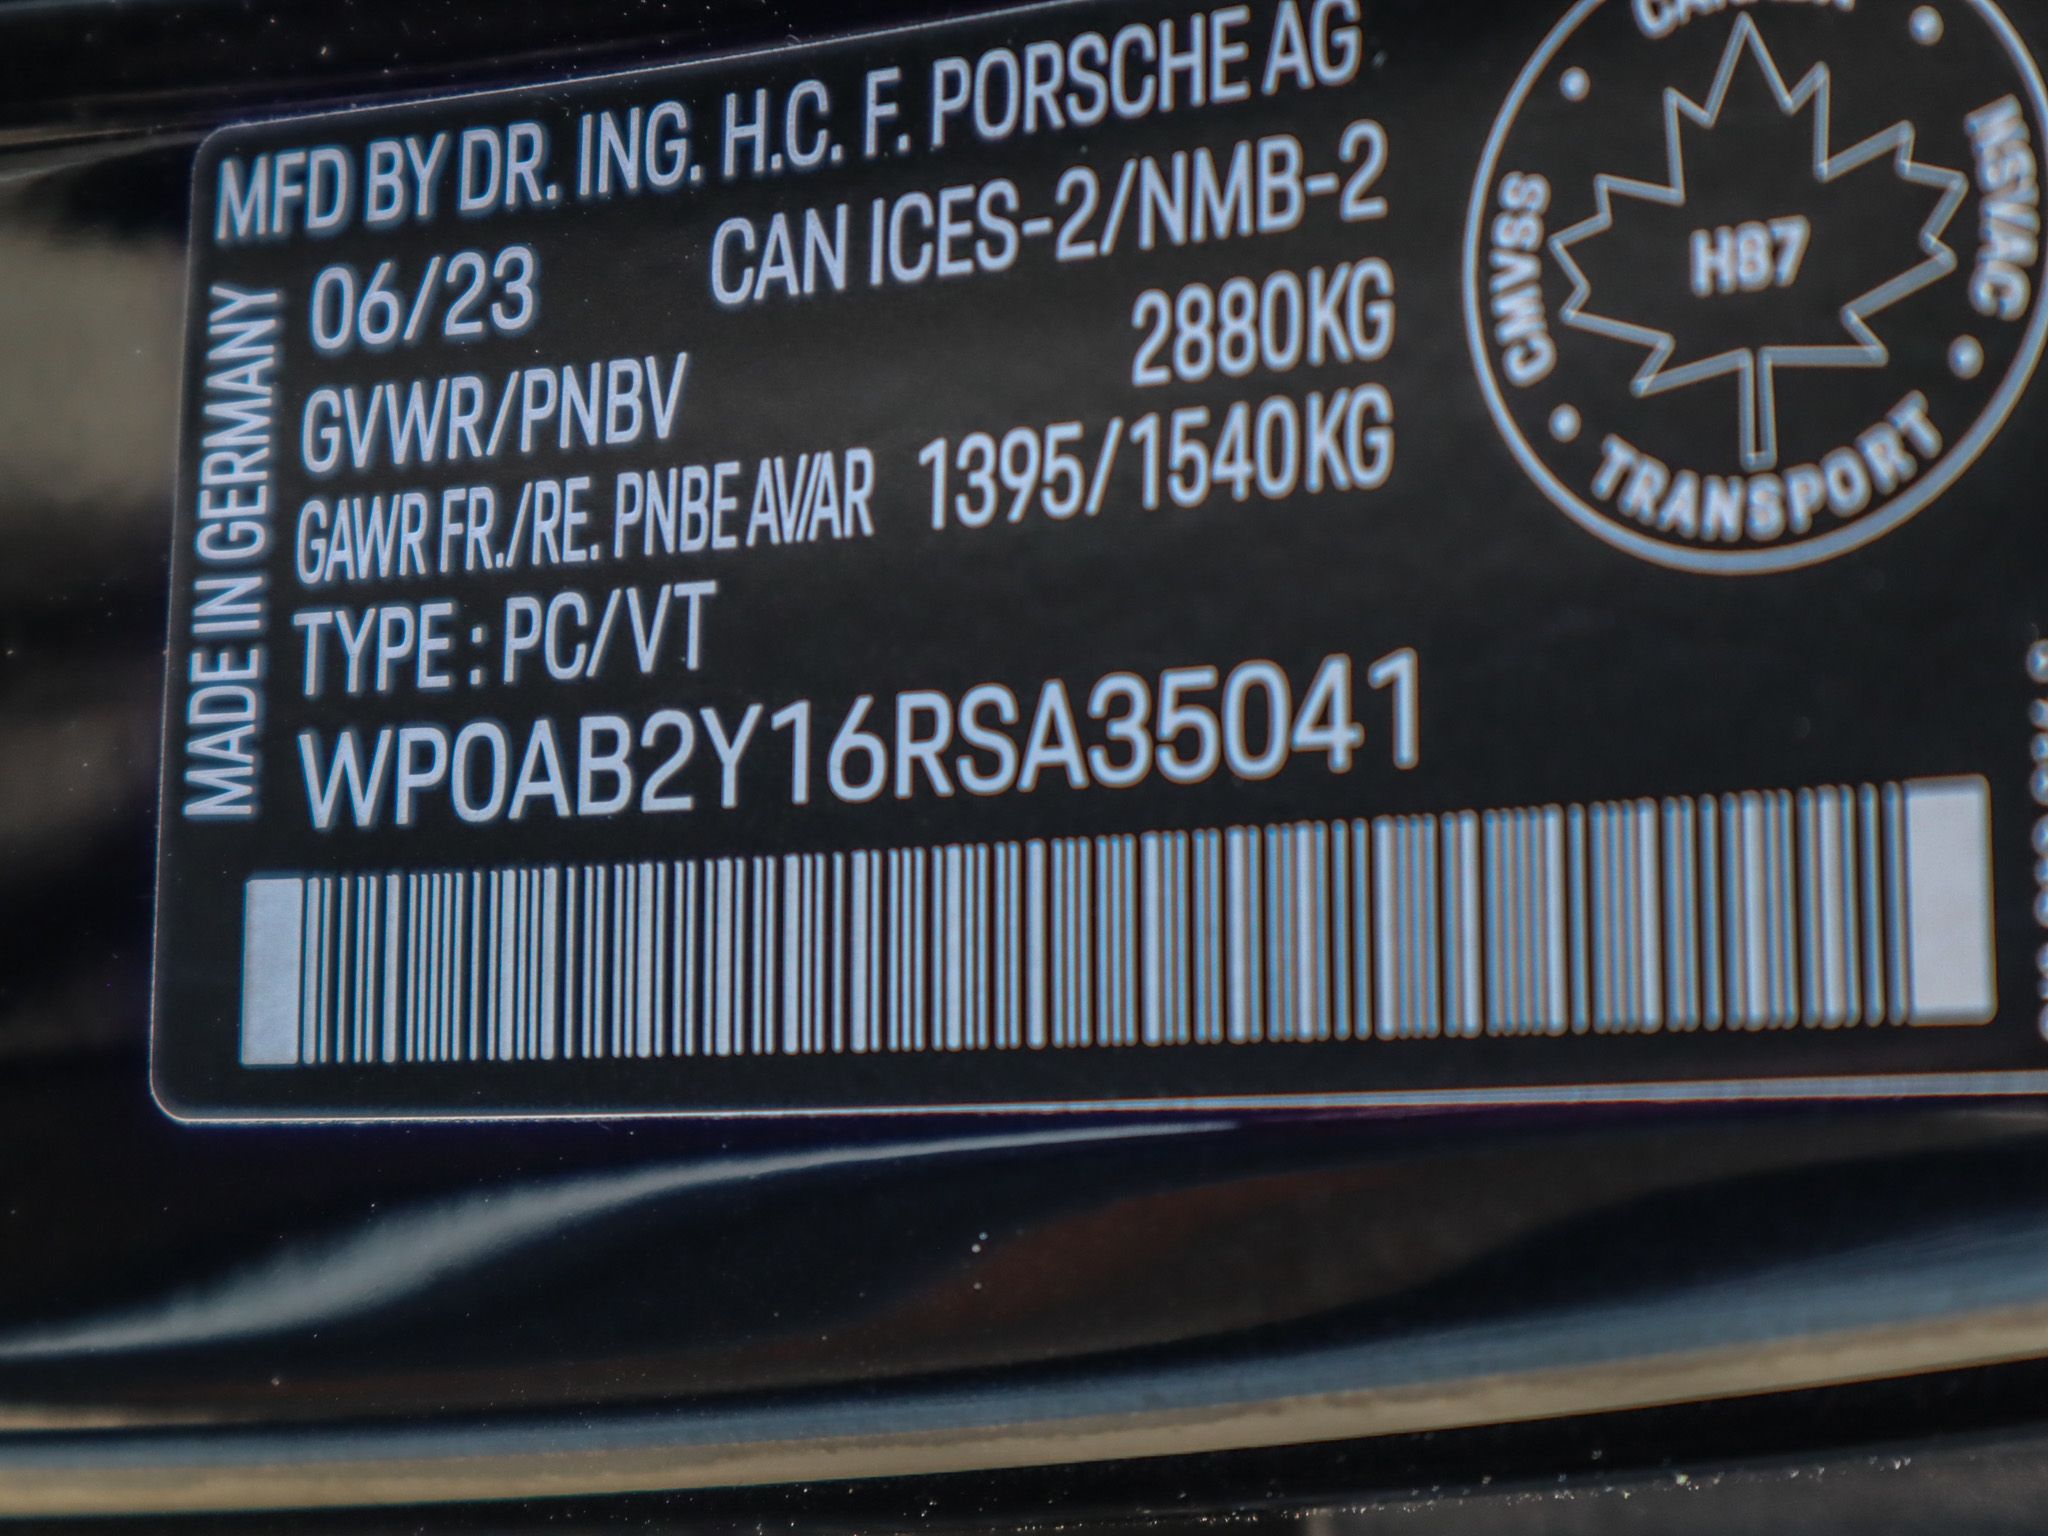 MFD BY DR. ING. H.C. F. PORSCHE AG
06/23 CAN ICES-2/NMB-2
GVWR/PNBV 2880KG
GAWR FR./RE. PNBE AV/AR 1395/1540KG
TYPE : PC/VT
WP0AB2Y16RSA35041
MADE IN GERMANY
CMVSS
NSVAC
H87
TRANSPORT